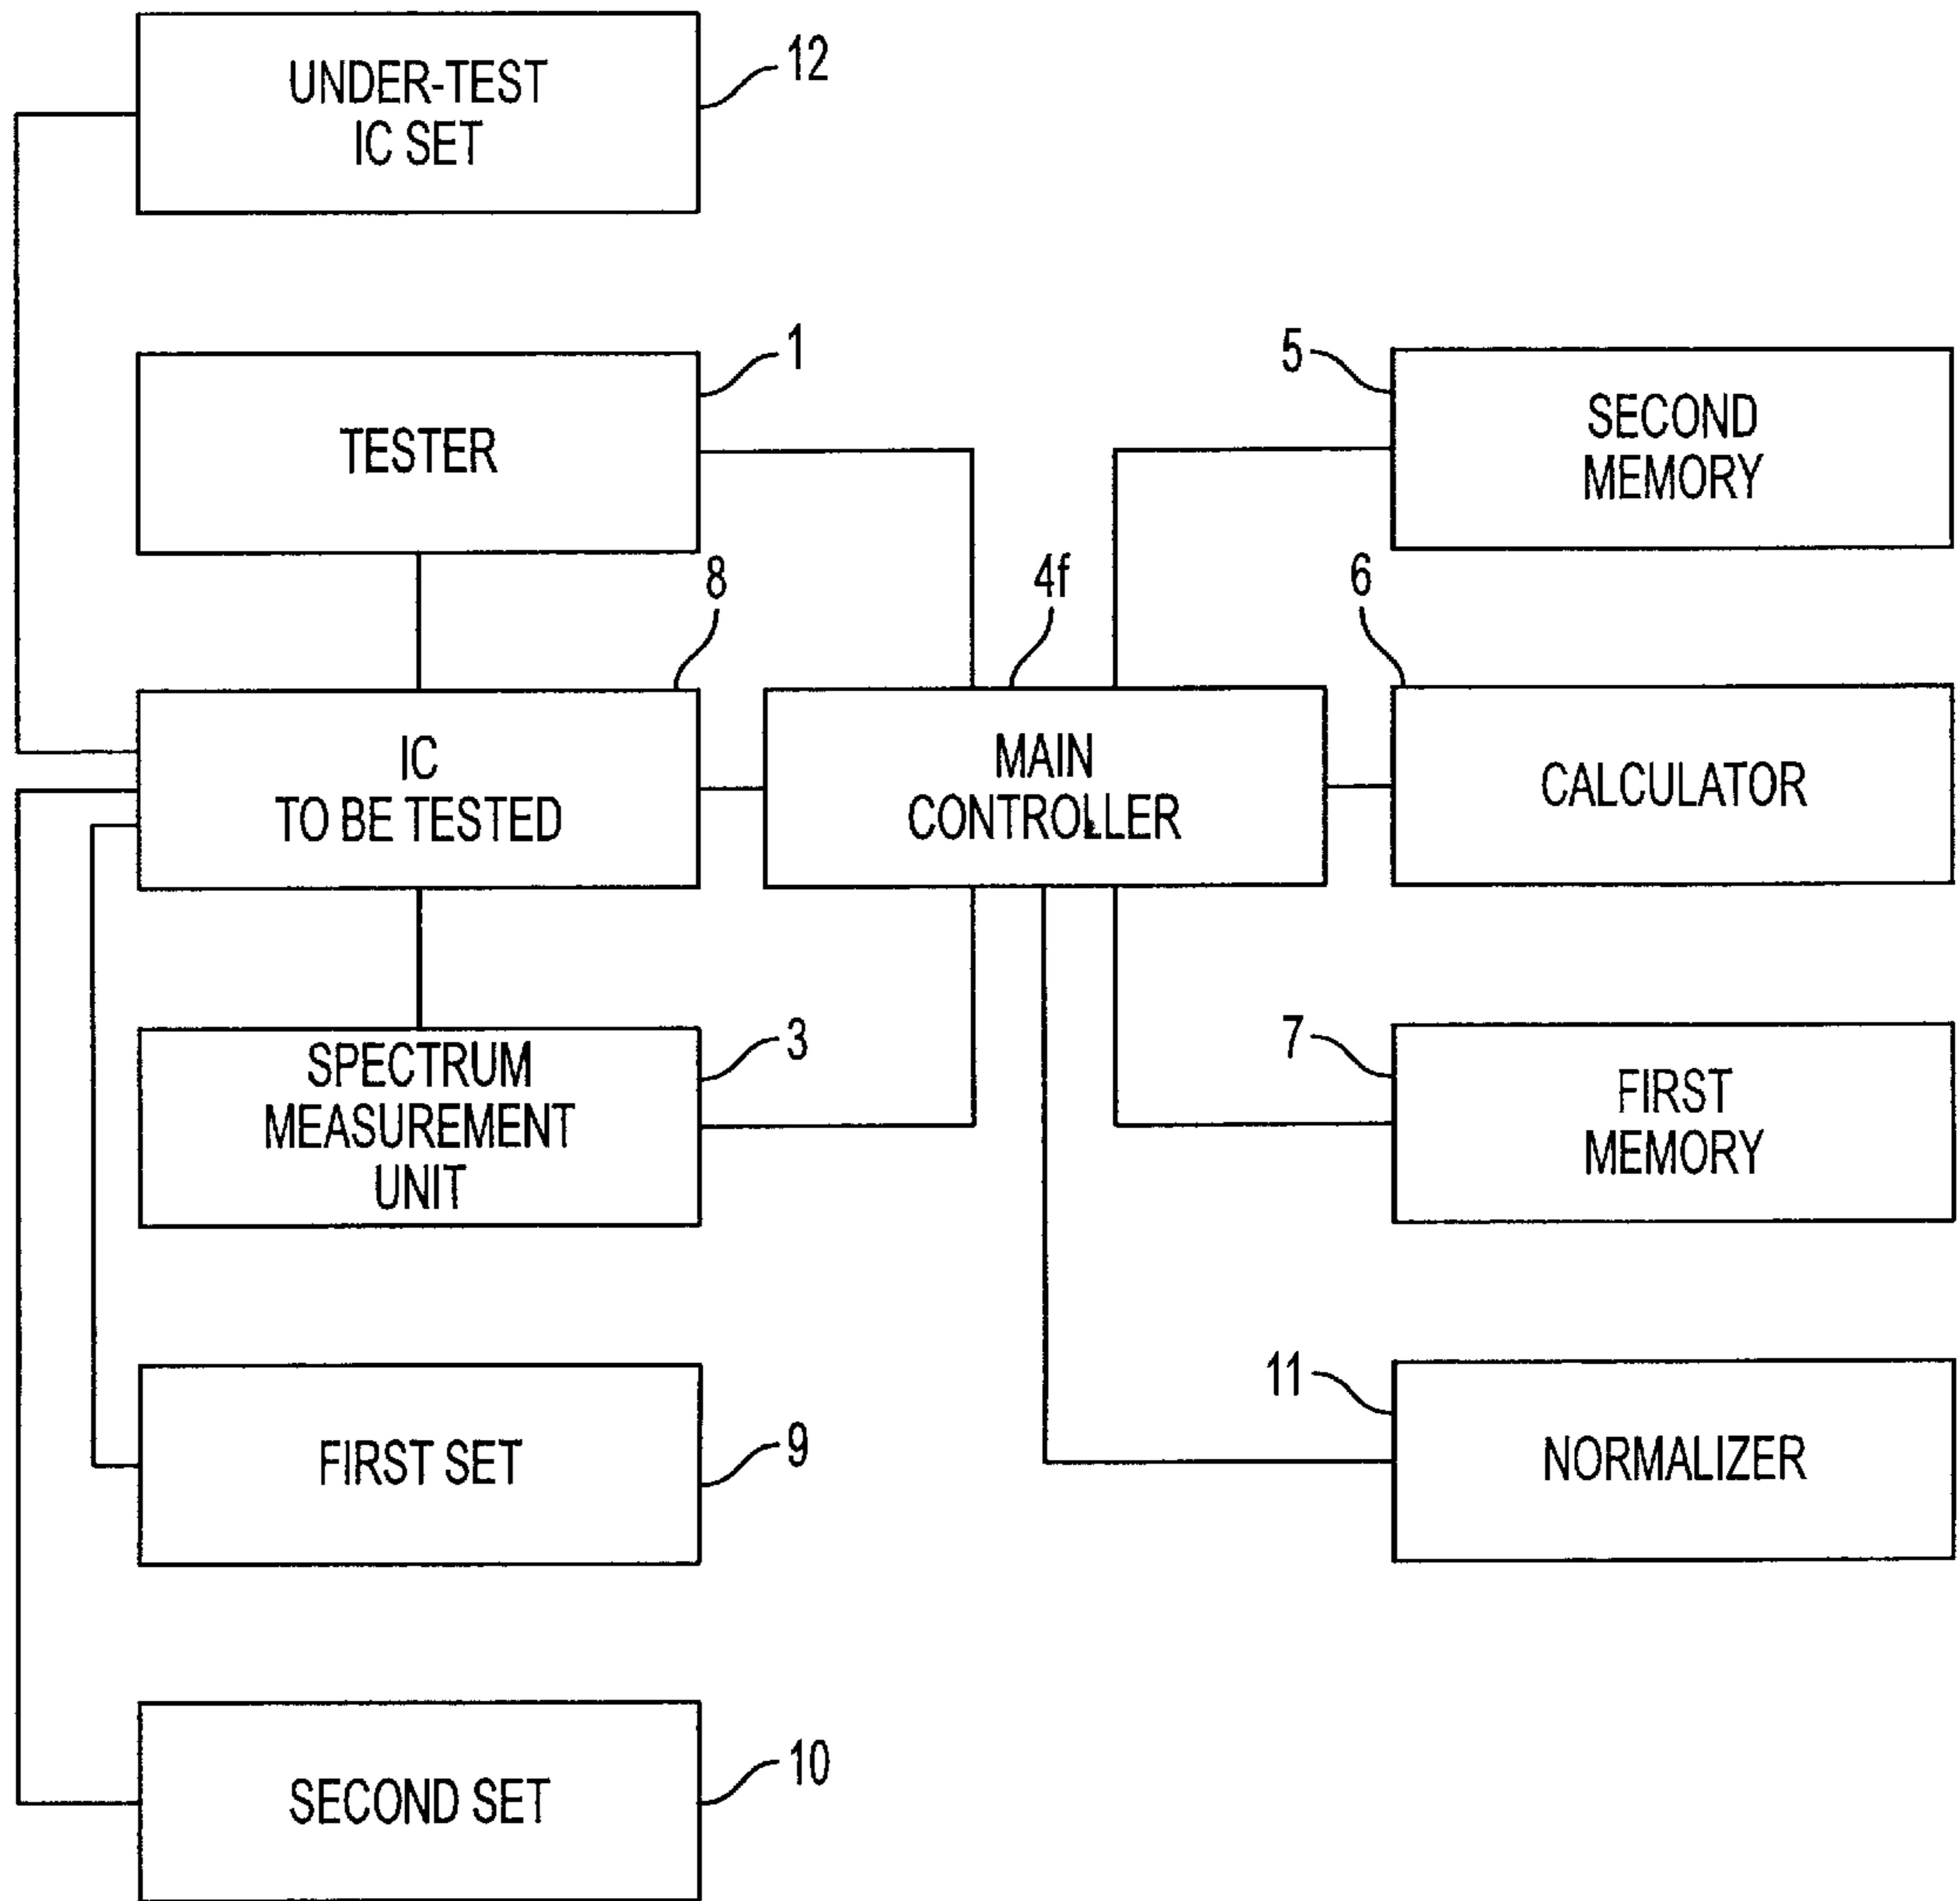 UNDER-TEST
IC SET
12
TESTER
1
5
SECOND
MEMORY
IC
TO BE TESTED
8
MAIN
CONTROLLER
4f
6
CALCULATOR
SPECTRUM
MEASUREMENT
UNIT
3
7
FIRST
MEMORY
FIRST SET
9
11
NORMALIZER
SECOND SET
10